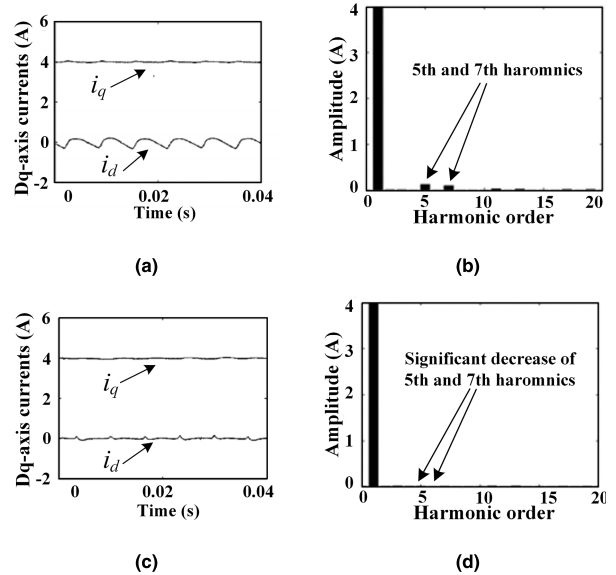 Dq-axis currents (A)
6
4
2
0
-2
i_q
i_d
0
0.02
0.04
Time (s)
(a)
Amplitude (A)
4
3
2
1
0
5th and 7th haromnics
0
5
10
15
20
Harmonic order
(b)
Dq-axis currents (A)
6
4
2
0
-2
i_q
i_d
0
0.02
0.04
Time (s)
(c)
Amplitude (A)
4
3
2
1
0
Significant decrease of
5th and 7th haromnics
0
5
10
15
20
Harmonic order
(d)